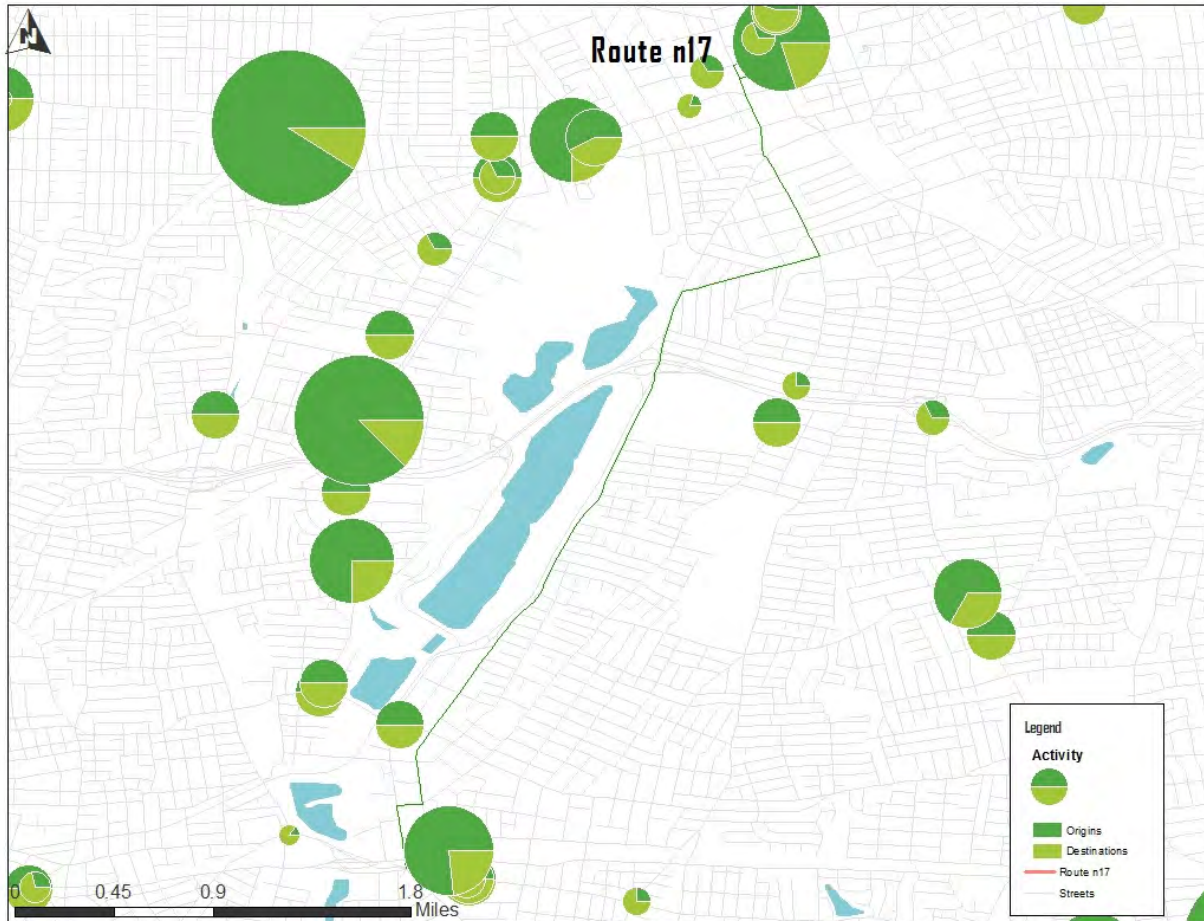 N
Route n17
Legend
Activity
Origins
Destinations
Route n17
Streets
0 0.45 0.9 1.8
Miles